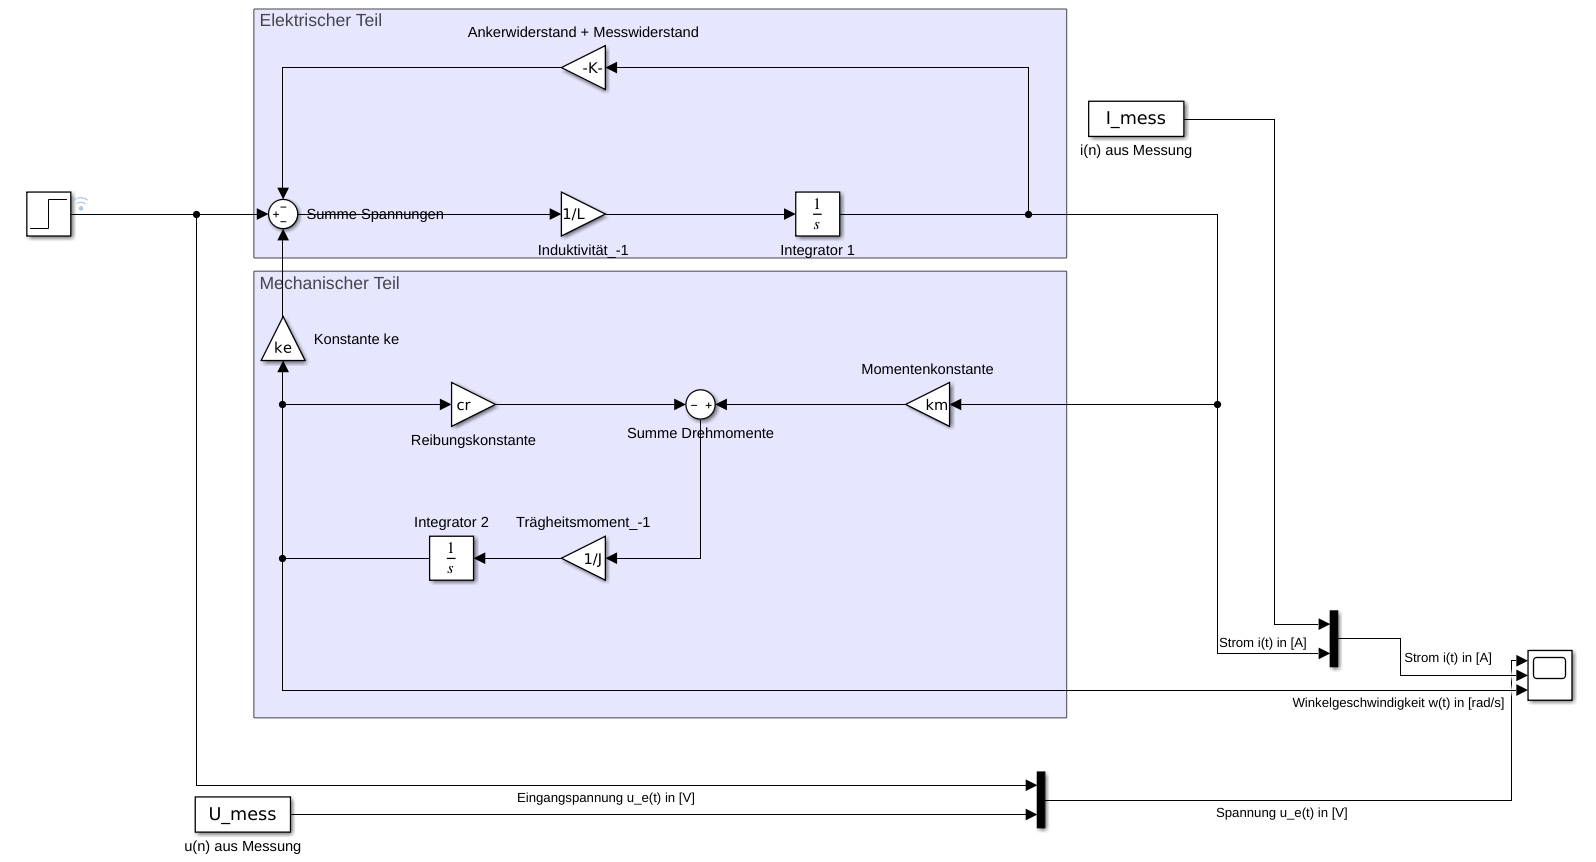 Elektrischer Teil
Ankerwiderstand + Messwiderstand
-K-
I_mess
i(n) aus Messung
+
−
−
Summe Spannungen
1/L
Induktivität_-1
1
s
Integrator 1
Mechanischer Teil
ke
Konstante ke
cr
Reibungskonstante
−
+
Summe Drehmomente
Momentenkonstante
km
Integrator 2
1
s
Trägheitsmoment_-1
1/J
Strom i(t) in [A]
Strom i(t) in [A]
Winkelgeschwindigkeit w(t) in [rad/s]
Eingangspannung u_e(t) in [V]
U_mess
u(n) aus Messung
Spannung u_e(t) in [V]